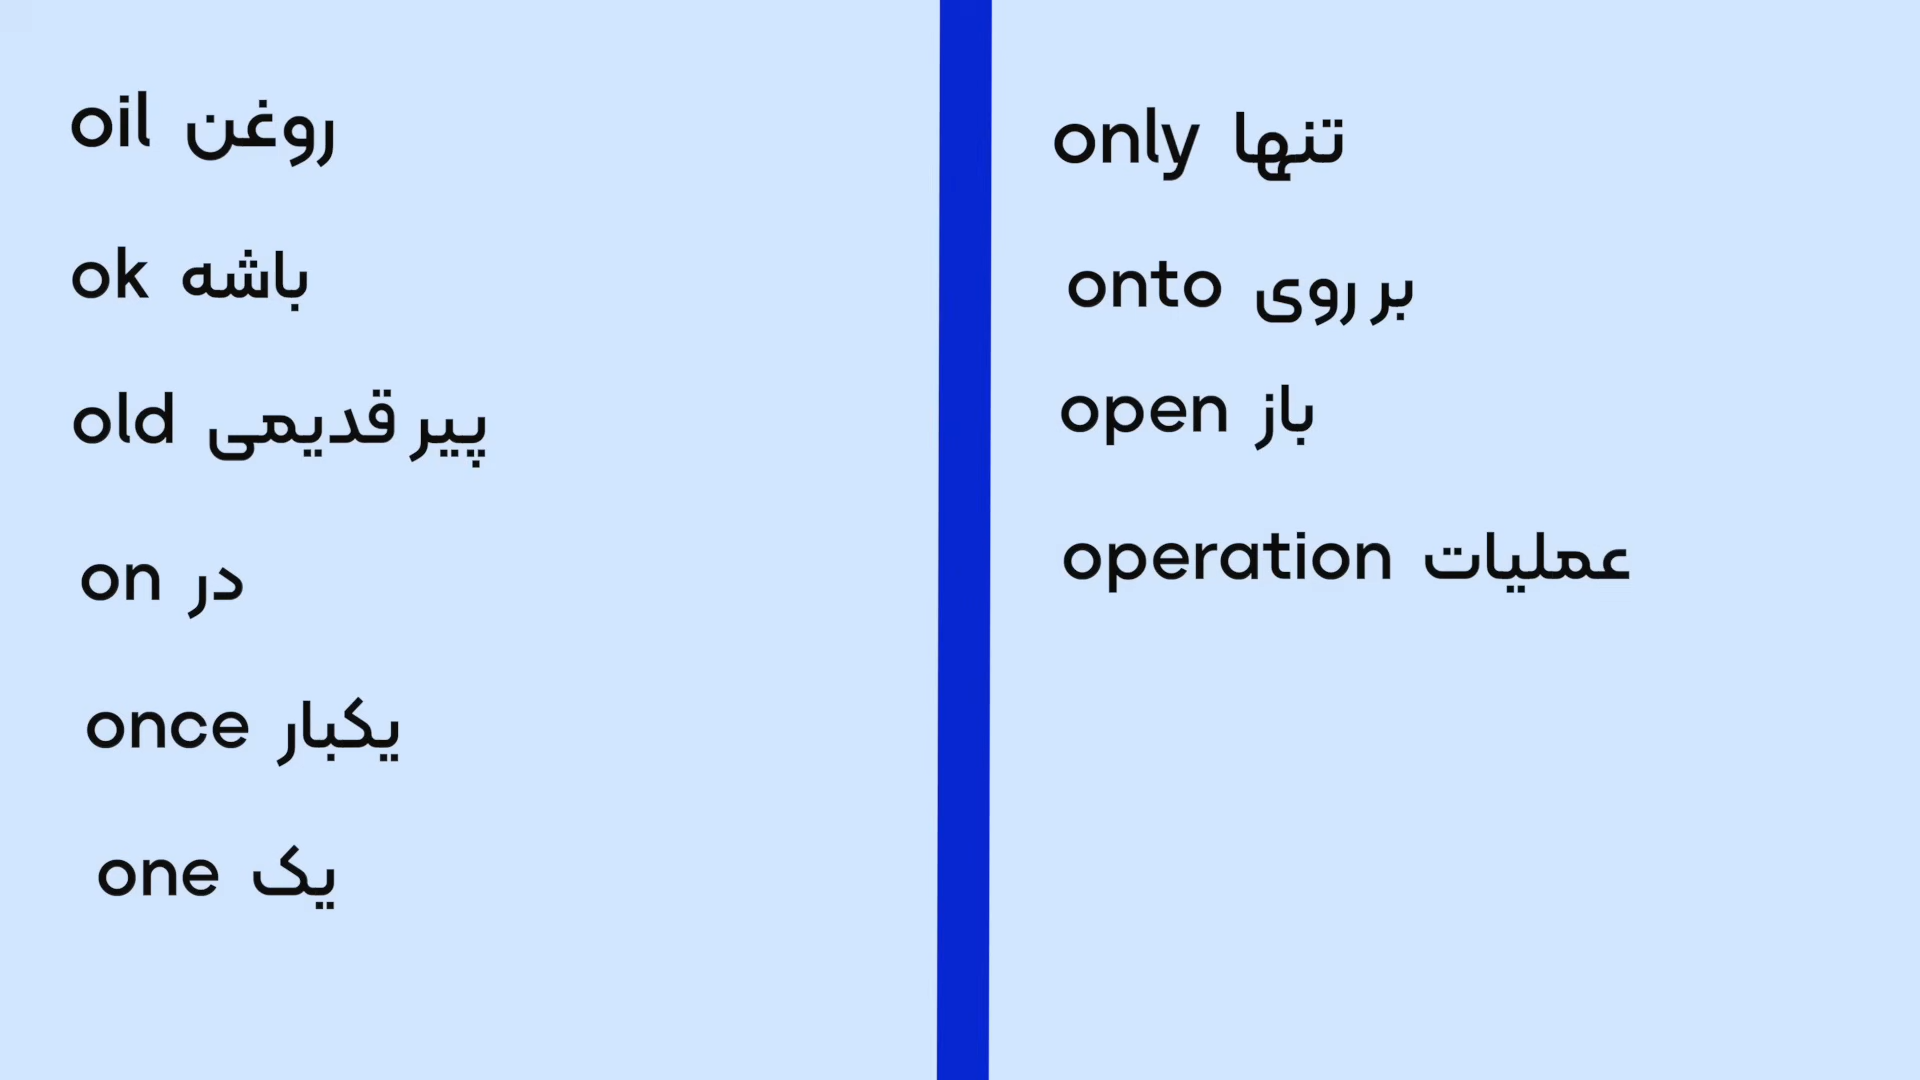 oil روغن
ok باشه
old پیر قدیمی
on در
once یکبار
one یک
only تنها
onto بر روی
open باز
operation عملیات